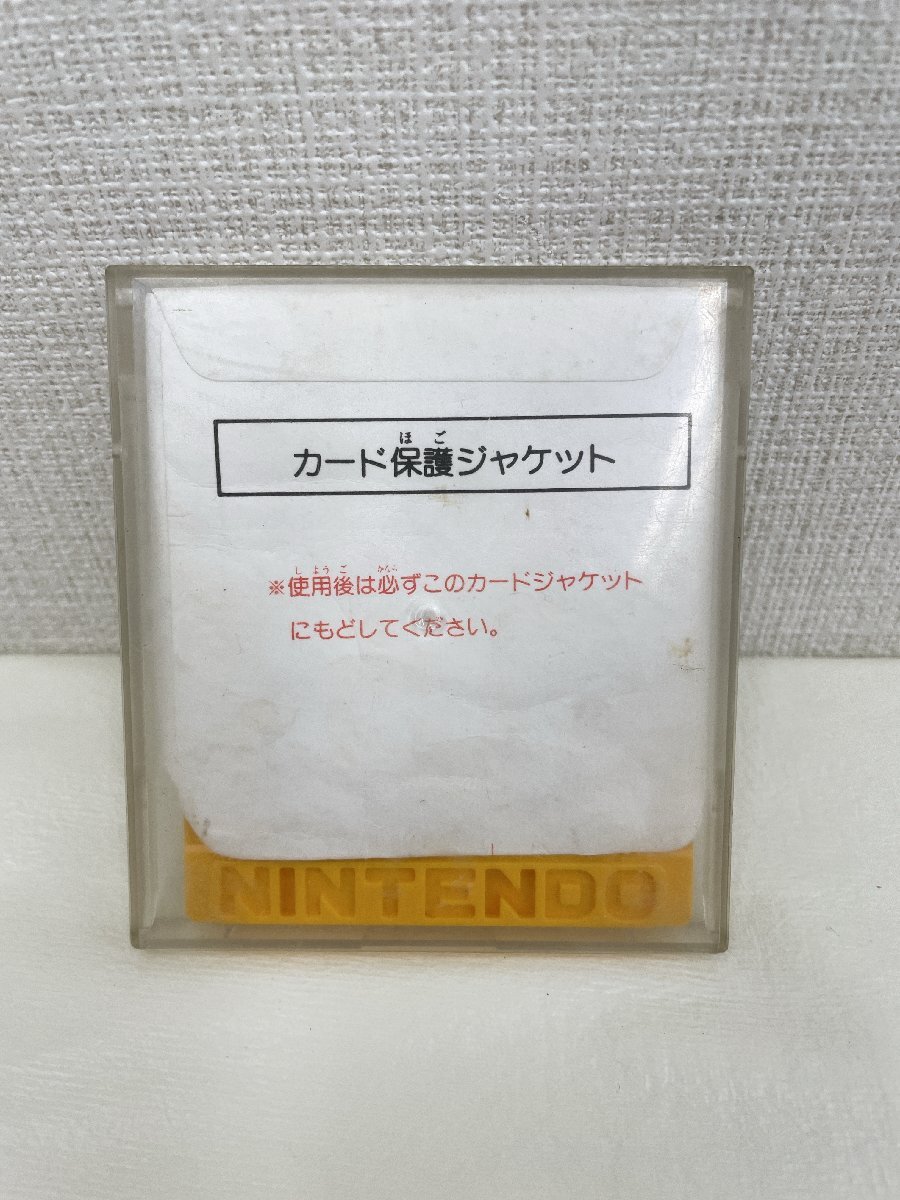 カード保護ジャケット
※使用後は必ずこのカードジャケット
にもどしてください。
NINTENDO